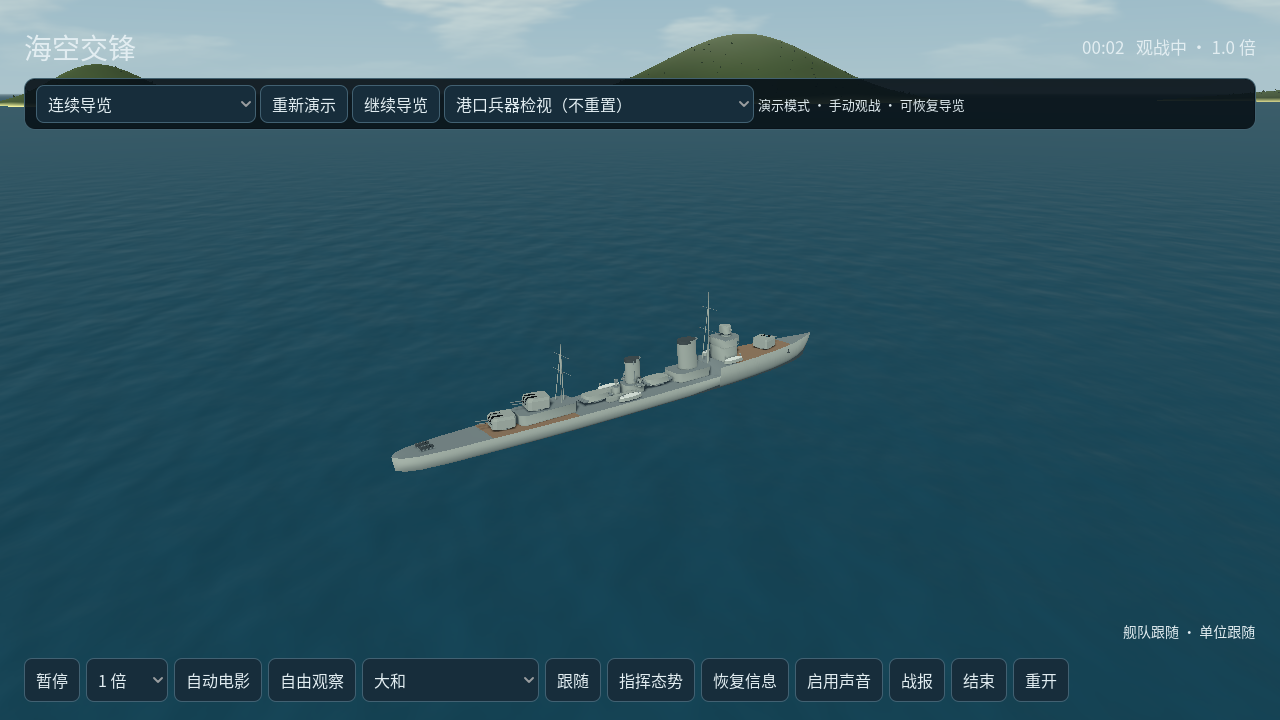 海空交锋
00:02 观战中 · 1.0 倍
连续导览 重新演示 继续导览 港口兵器检视（不重置） 演示模式 · 手动观战 · 可恢复导览
舰队跟随 · 单位跟随
暂停 1 倍 自动电影 自由观察 大和 跟随 指挥态势 恢复信息 启用声音 战报 结束 重开